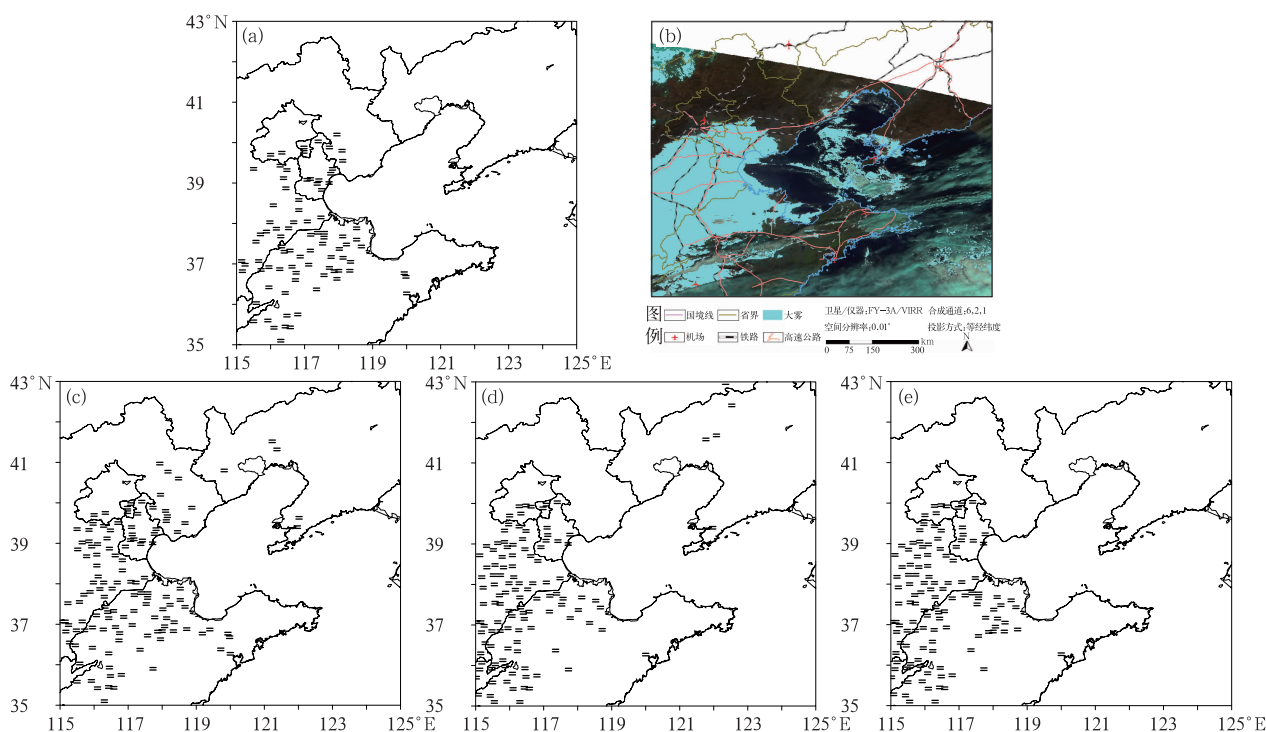 43°N
(a)
41
39
37
35
115 117 119 121 123 125°E
(b)
图例
国境线 省界 大雾
机场 铁路 高速公路
卫星/仪器:FY-3A/VIRR 合成通道:6,2,1
空间分辨率:0.01° 投影方式:等经纬度
0 75 150 300 km
N
43°N
(c)
41
39
37
35
115 117 119 121 123 125°E
43°N
(d)
41
39
37
35
115 117 119 121 123 125°E
43°N
(e)
41
39
37
35
115 117 119 121 123 125°E